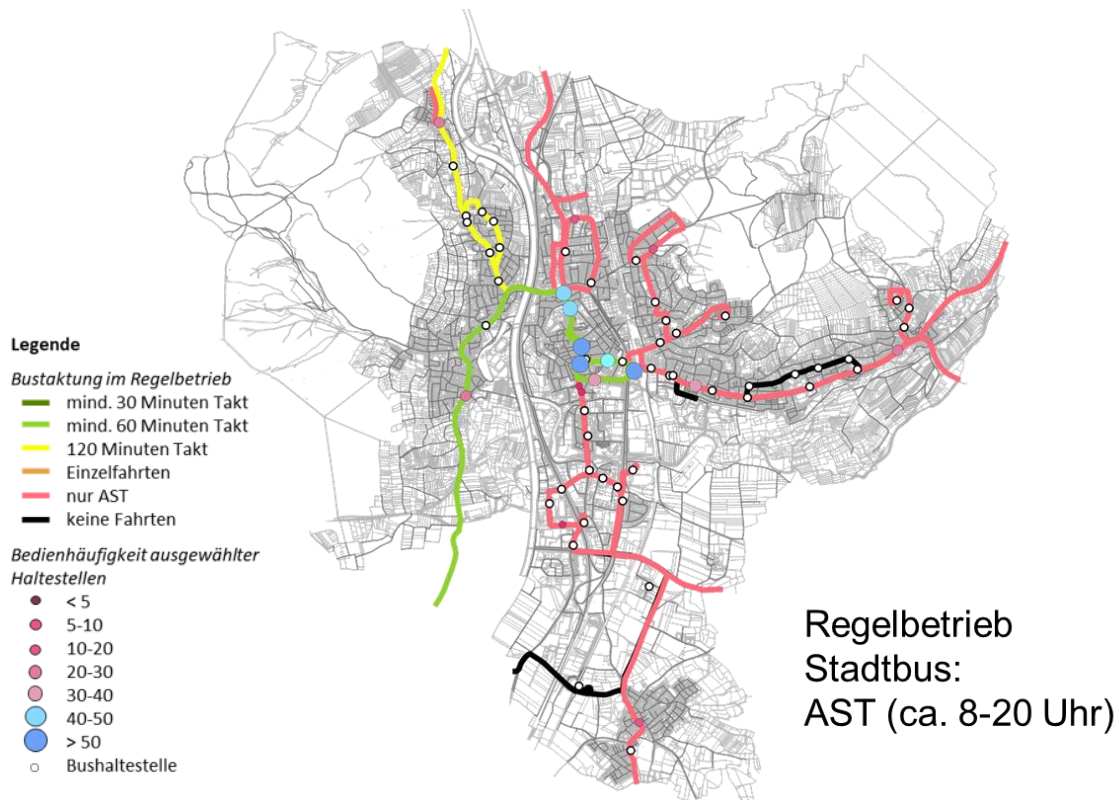 Legende
Bustaktung im Regelbetrieb
mind. 30 Minuten Takt
mind. 60 Minuten Takt
120 Minuten Takt
Einzelfahrten
nur AST
keine Fahrten
Bedienhäufigkeit ausgewählter
Haltestellen
< 5
5-10
10-20
20-30
30-40
40-50
> 50
Bushaltestelle
Regelbetrieb
Stadtbus:
AST (ca. 8-20 Uhr)